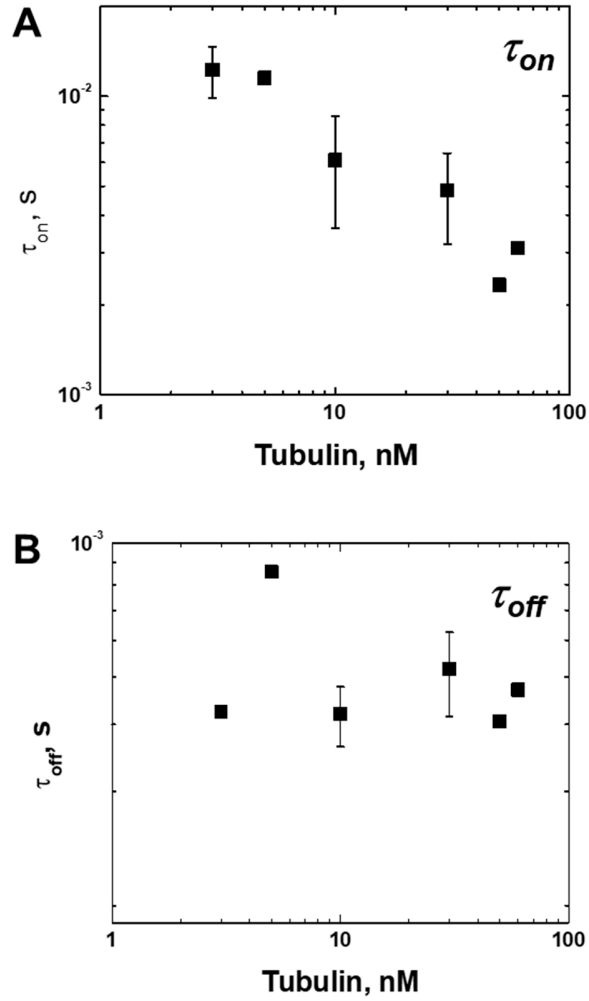 A
τon
10-2
τon, s
10-3
1 10 100
Tubulin, nM
B
10-3
τoff
τoff, s
1 10 100
Tubulin, nM